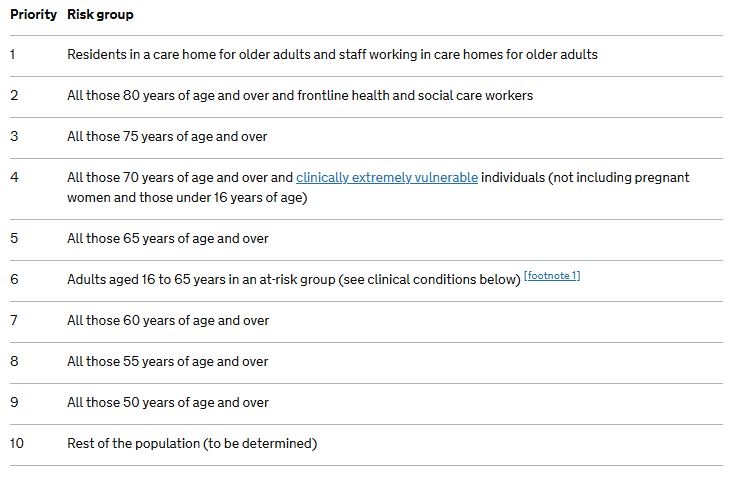 Priority Risk group
1 Residents in a care home for older adults and staff working in care homes for older adults
2 All those 80 years of age and over and frontline health and social care workers
3 All those 75 years of age and over
4 All those 70 years of age and over and clinically extremely vulnerable individuals (not including pregnant
women and those under 16 years of age)
5 All those 65 years of age and over
6 Adults aged 16 to 65 years in an at-risk group (see clinical conditions below) [footnote 1]
7 All those 60 years of age and over
8 All those 55 years of age and over
9 All those 50 years of age and over
10 Rest of the population (to be determined)